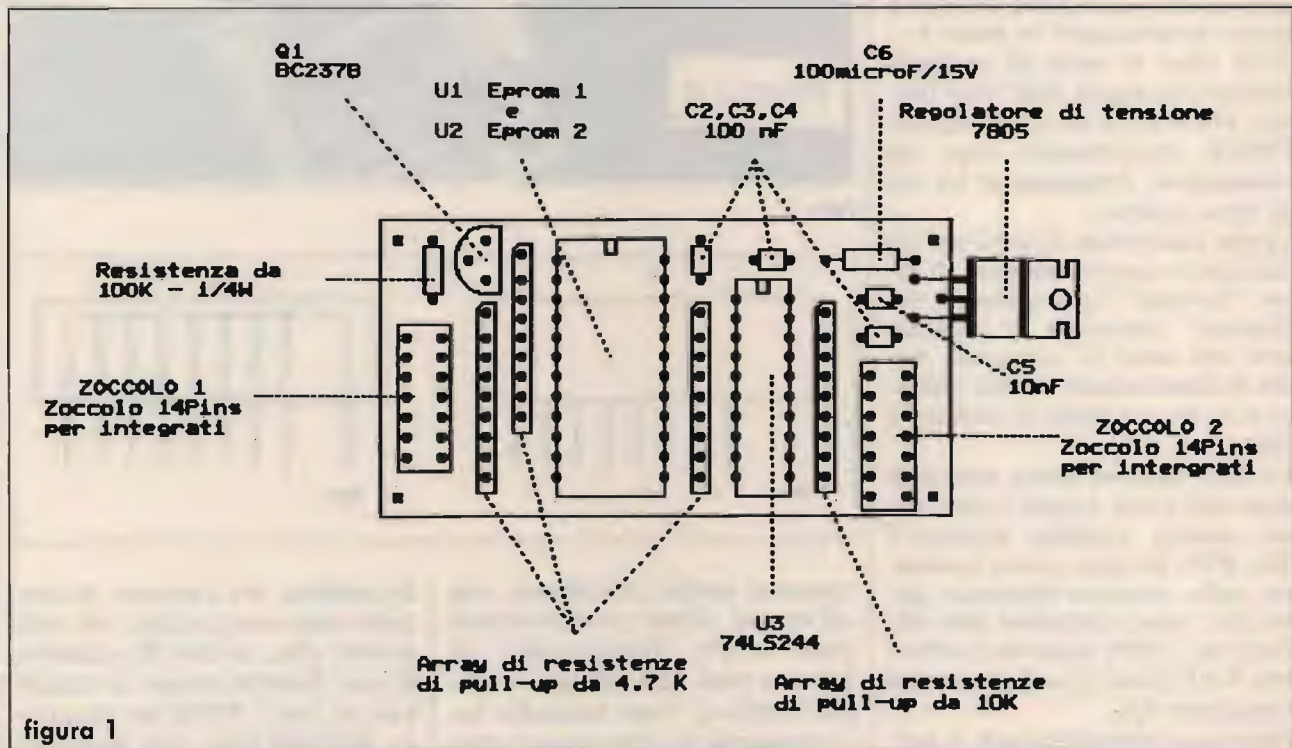 Q1
BC237B
U1 Eprom 1
e
U2 Eprom 2
C6
100microF/15V
C2,C3,C4
100 nF
Regolatore di tensione
7805
Resistenza da
100K - 1/4W
ZOCCOLO 1
Zoccolo 14Pins
per integrati
C5
10nF
ZOCCOLO 2
Zoccolo 14Pins
per intergrati
U3
74LS244
Array di resistenze
di pull-up da 4.7 K
Array di resistenze
di pull-up da 10K
figura 1